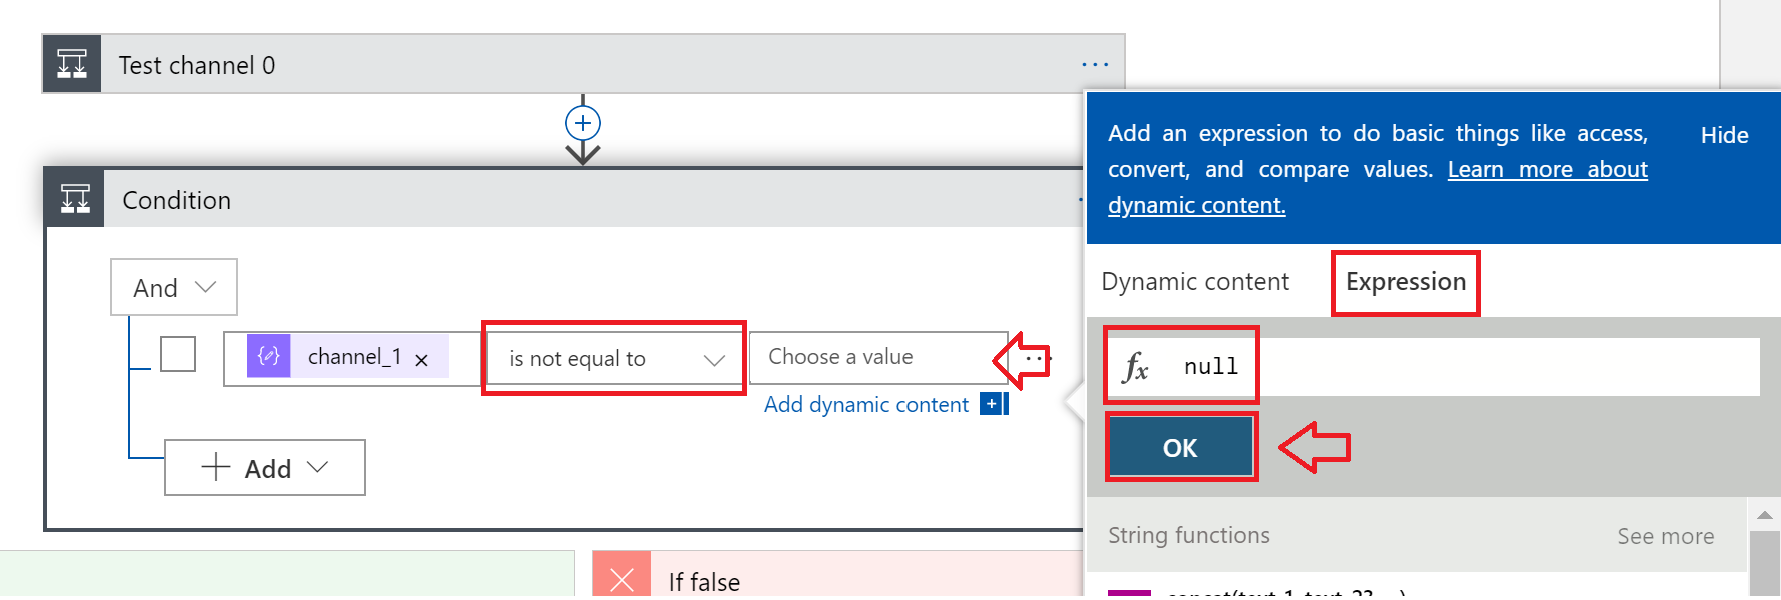 Test channel 0
...
Add an expression to do basic things like access,
convert, and compare values. Learn more about
dynamic content.
Hide
Condition
Dynamic content
Expression
And
channel_1 ×
is not equal to
Choose a value
...
fx null
Add dynamic content
OK
Add
String functions
See more
If false